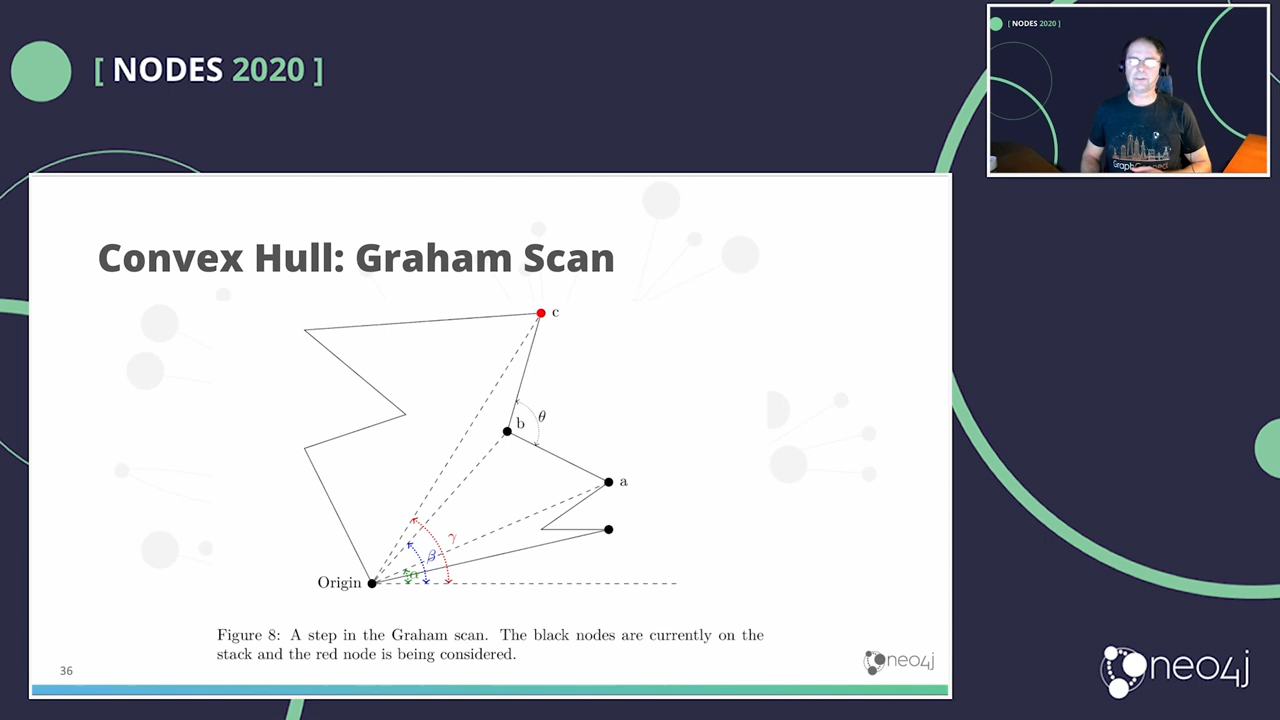 [ NODES 2020 ]
[ NODES 2020 ]
Convex Hull: Graham Scan
c
θ
b
a
γ
β
α
Origin
Figure 8: A step in the Graham scan. The black nodes are currently on the
stack and the red node is being considered.
36
neo4j
neo4j